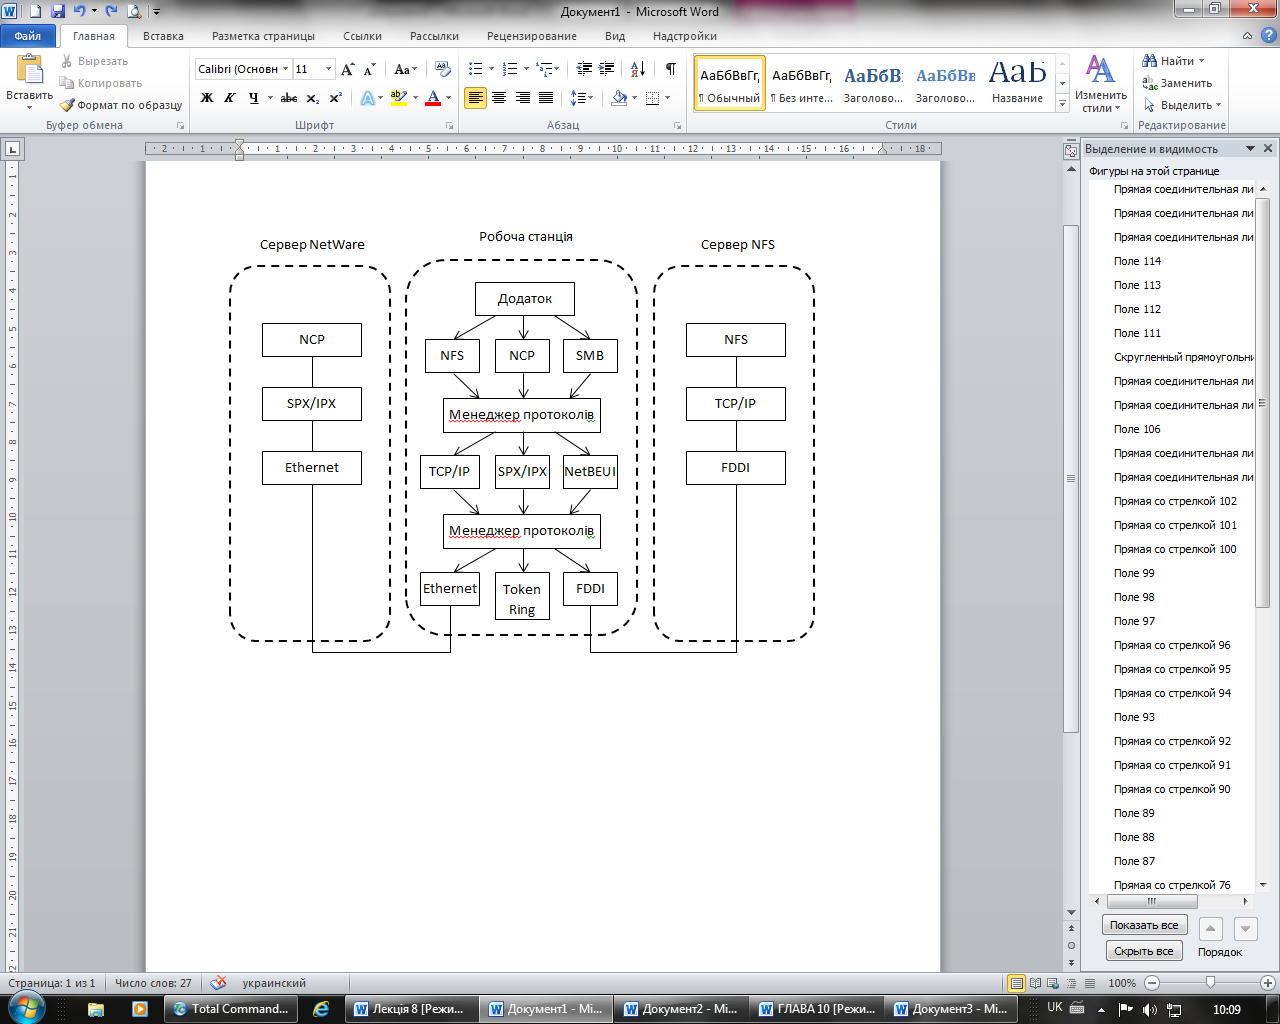 Документ1 - Microsoft Word
Файл Главная Вставка Разметка страницы Ссылки Рассылки Рецензирование Вид Надстройки
Вставить
Вырезать
Копировать
Формат по образцу
Буфер обмена
Calibri (Основн 11
Шрифт
Абзац
АаБбВвГг, АаБбВвГг, АаБбВ АаБбВв АаБ
¶ Обычный ¶ Без инте... Заголово... Заголово... Название
Стили
Изменить стили
Найти
Заменить
Выделить
Редактирование
Сервер NetWare
NCP
SPX/IPX
Ethernet
Робоча станція
Додаток
NFS NCP SMB
Менеджер протоколів
TCP/IP SPX/IPX NetBEUI
Менеджер протоколів
Ethernet Token Ring FDDI
Сервер NFS
NFS
TCP/IP
FDDI
Выделение и видимость
Фигуры на этой странице
Прямая соединительная ли
Прямая соединительная ли
Прямая соединительная ли
Поле 114
Поле 113
Поле 112
Поле 111
Скругленный прямоугольни
Прямая соединительная ли
Прямая соединительная ли
Поле 106
Прямая соединительная ли
Прямая соединительная ли
Прямая со стрелкой 102
Прямая со стрелкой 101
Прямая со стрелкой 100
Поле 99
Поле 98
Поле 97
Прямая со стрелкой 96
Прямая со стрелкой 95
Прямая со стрелкой 94
Поле 93
Прямая со стрелкой 92
Прямая со стрелкой 91
Прямая со стрелкой 90
Поле 89
Поле 88
Поле 87
Прямая со стрелкой 76
Показать все
Скрыть все
Порядок
Страница: 1 из 1 Число слов: 27 украинский 100%
Total Command... Лекція 8 [Режи... Документ1 - Mi... Документ2 - Mi... ГЛАВА 10 [Режи... Документ3 - Mi... UK 10:09